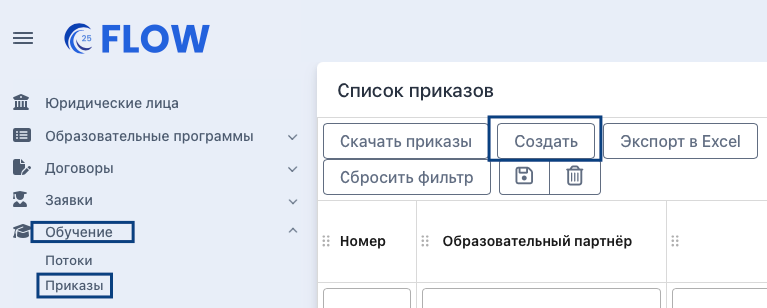 25 FLOW
Юридические лица
Образовательные программы
Договоры
Заявки
Обучение
Потоки
Приказы
Список приказов
Скачать приказы Создать Экспорт в Excel
Сбросить фильтр
Номер Образовательный партнёр